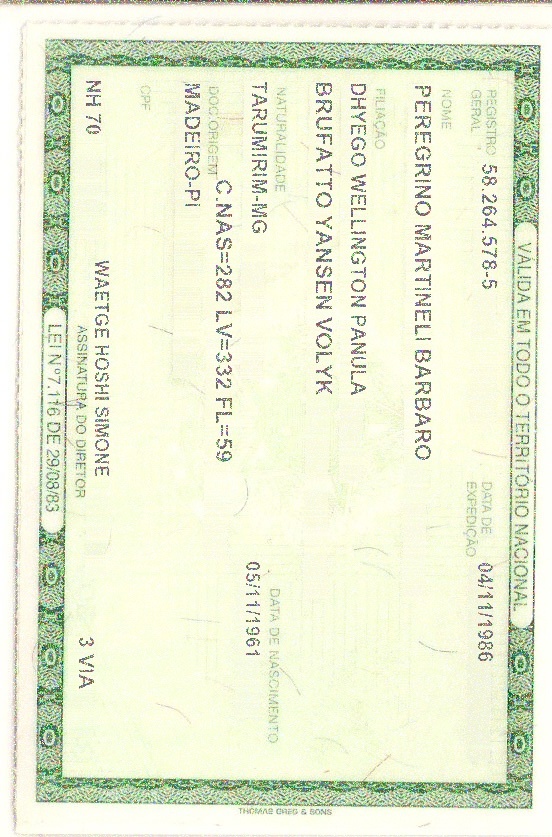 VÁLIDA EM TODO O TERRITÓRIO NACIONAL
REGISTRO GERAL 58.264.578-5 DATA DE EXPEDIÇÃO 04/11/1986
NOME
PEREGRINO MARTINELI BARBARO
FILIAÇÃO
DHYEGO WELLINGTON PANULA
BRUFATTO YANSEN VOLYK
NATURALIDADE DATA DE NASCIMENTO
TARUMIRIM-MG 05/11/1961
DOC ORIGEM C.NAS=282 LV=332 FL=59
MADEIRO-PI
CPF
NH 70 WAETGE HOSHI SIMONE 3 VIA
ASSINATURA DO DIRETOR
LEI Nº 7.116 DE 29/08/83
THOMAS GREG & SONS